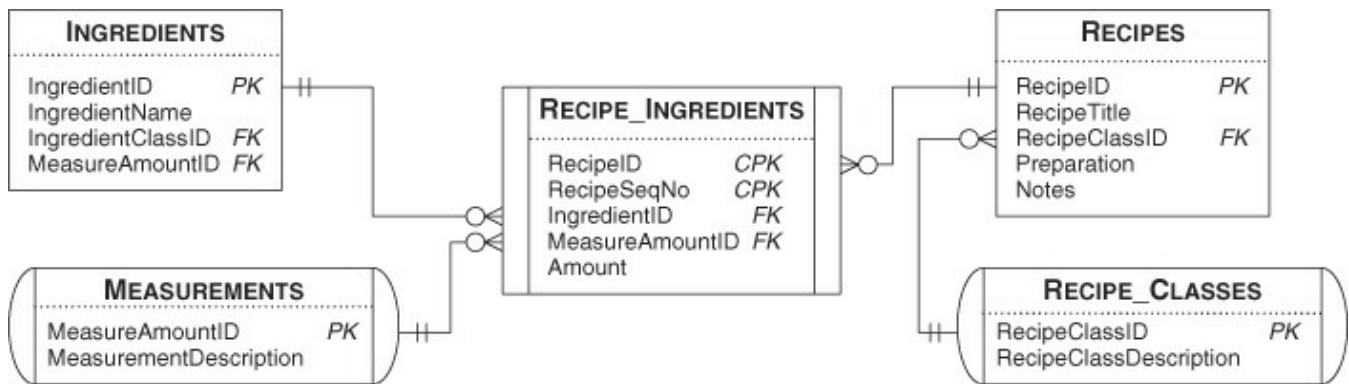 INGREDIENTS
IngredientID PK
IngredientName
IngredientClassID FK
MeasureAmountID FK
MEASUREMENTS
MeasureAmountID PK
MeasurementDescription
RECIPE_INGREDIENTS
RecipeID CPK
RecipeSeqNo CPK
IngredientID FK
MeasureAmountID FK
Amount
RECIPES
RecipeID PK
RecipeTitle
RecipeClassID FK
Preparation
Notes
RECIPE_CLASSES
RecipeClassID PK
RecipeClassDescription